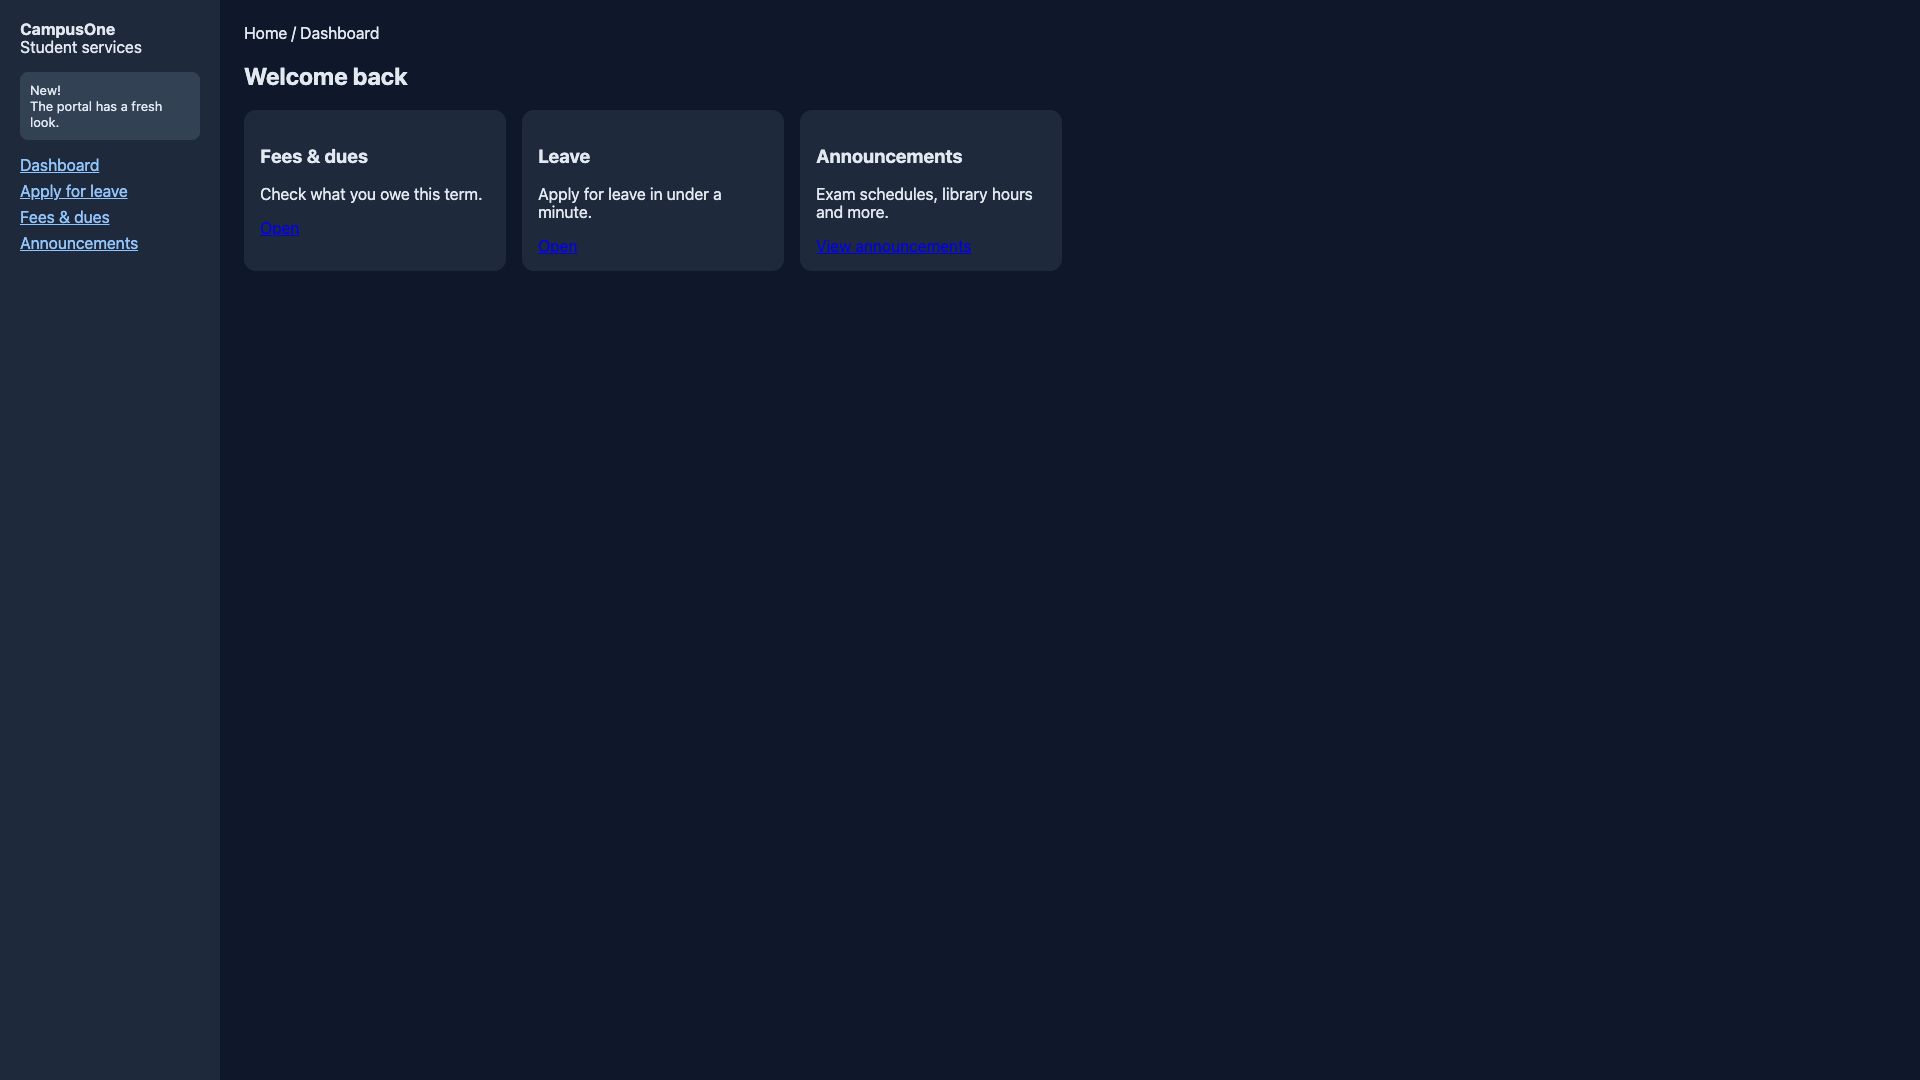 CampusOne
Student services
New!
The portal has a fresh
look.
Dashboard
Apply for leave
Fees & dues
Announcements
Home / Dashboard
Welcome back
Fees & dues
Check what you owe this term.
Open
Leave
Apply for leave in under a
minute.
Open
Announcements
Exam schedules, library hours
and more.
View announcements